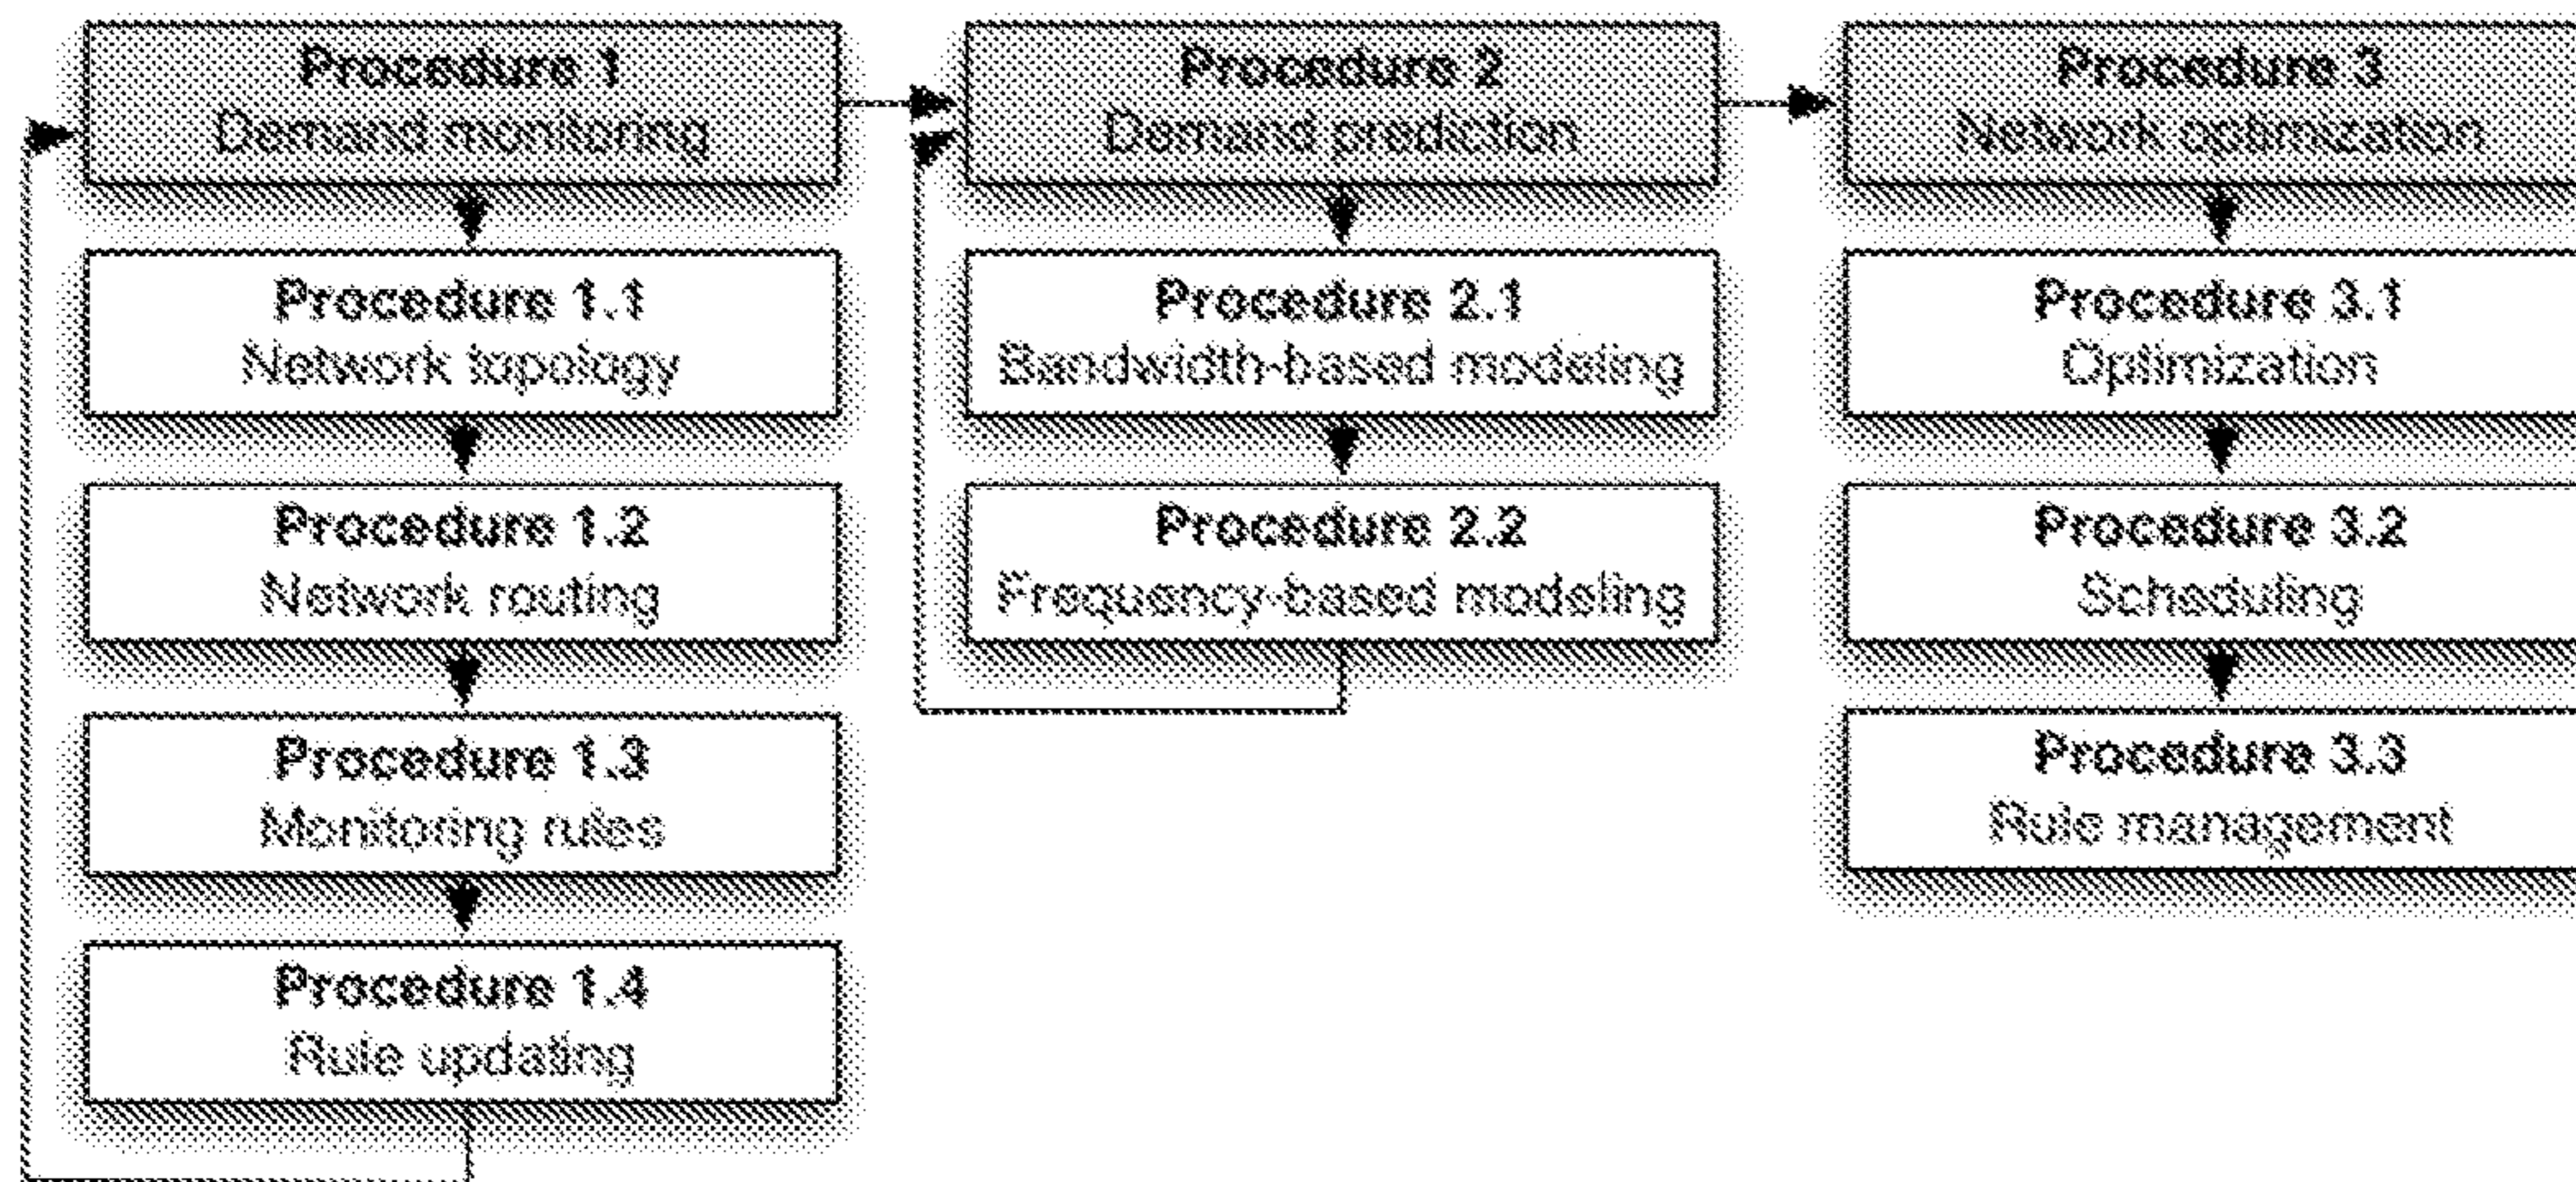 Procedure 1
Demand monitoring
Procedure 1.1
Network topology
Procedure 1.2
Network routing
Procedure 1.3
Monitoring rules
Procedure 1.4
Rule updating
Procedure 2
Demand prediction
Procedure 2.1
Bandwidth-based modeling
Procedure 2.2
Frequency-based modeling
Procedure 3
Network optimization
Procedure 3.1
Optimization
Procedure 3.2
Scheduling
Procedure 3.3
Rule management